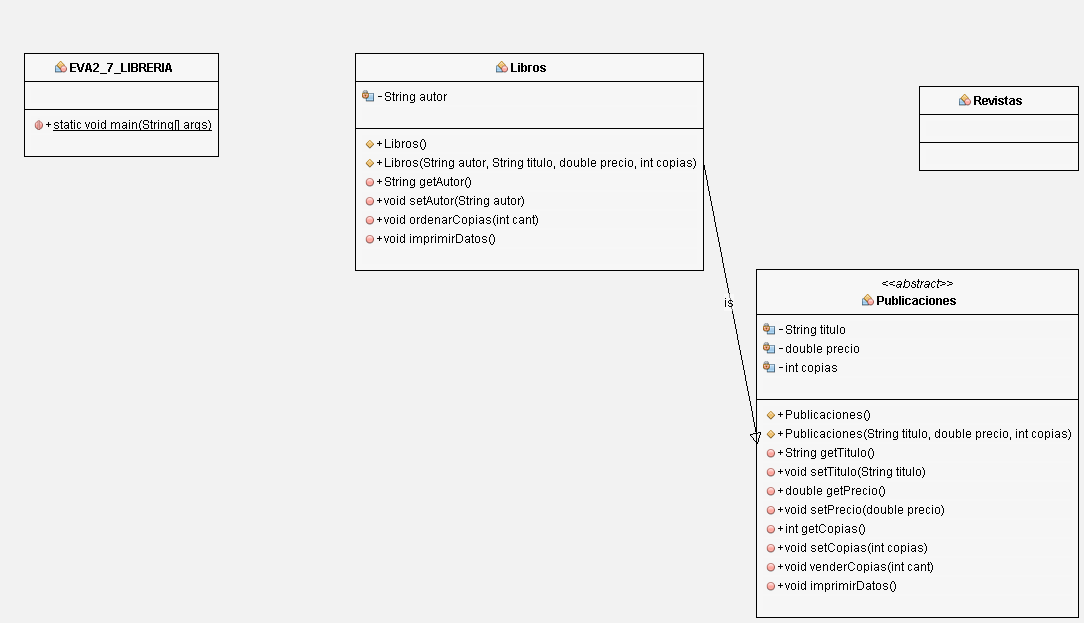 EVA2_7_LIBRERIA
+static void main(String[] args)
Libros
-String autor
+Libros()
+Libros(String autor, String titulo, double precio, int copias)
+String getAutor()
+void setAutor(String autor)
+void ordenarCopias(int cant)
+void imprimirDatos()
Revistas
is
<<abstract>>
Publicaciones
-String titulo
-double precio
-int copias
+Publicaciones()
+Publicaciones(String titulo, double precio, int copias)
+String getTitulo()
+void setTitulo(String titulo)
+double getPrecio()
+void setPrecio(double precio)
+int getCopias()
+void setCopias(int copias)
+void venderCopias(int cant)
+void imprimirDatos()